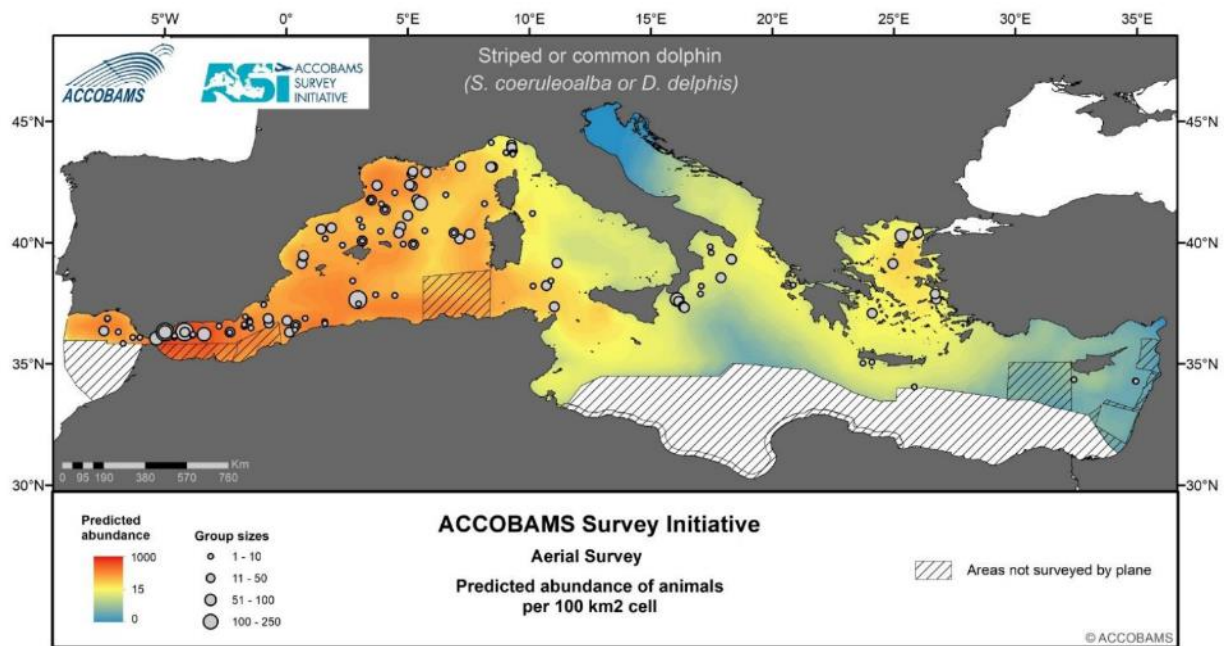 5°W 0° 5°E 10°E 15°E 20°E 25°E 30°E 35°E
Striped or common dolphin
(S. coeruleoalba or D. delphis)
ACCOBAMS
ASI ACCOBAMS
SURVEY
INITIATIVE
45°N 45°N
40°N 40°N
35°N 35°N
30°N 30°N
Km
0 95 190 380 570 760
Predicted
abundance
1000
15
0
Group sizes
1 - 10
11 - 50
51 - 100
100 - 250
ACCOBAMS Survey Initiative
Aerial Survey
Predicted abundance of animals
per 100 km2 cell
Areas not surveyed by plane
© ACCOBAMS